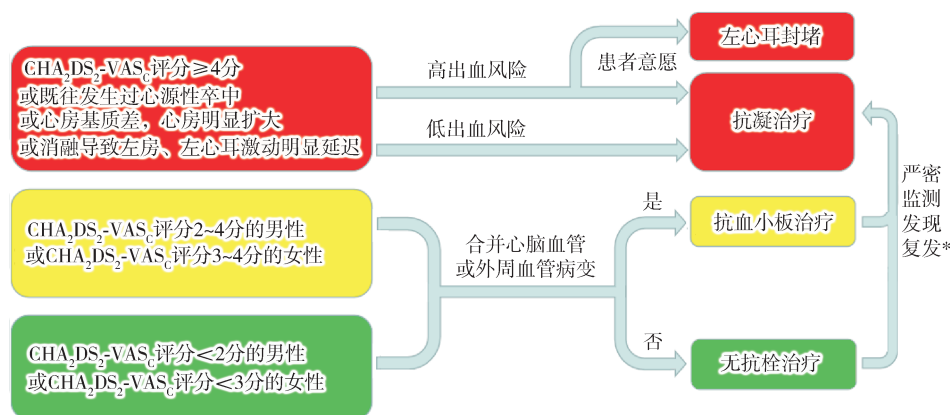 CHA₂DS₂-VASc评分≥4分
或既往发生过心源性卒中
或心房基质差，心房明显扩大
或消融导致左房、左心耳激动明显延迟
高出血风险
患者意愿
左心耳封堵
低出血风险
抗凝治疗
CHA₂DS₂-VASc评分2~4分的男性
或CHA₂DS₂-VASc评分3~4分的女性
CHA₂DS₂-VASc评分<2分的男性
或CHA₂DS₂-VASc评分<3分的女性
合并心脑血管
或外周血管病变
是
抗血小板治疗
否
无抗栓治疗
严密
监测
发现
复发*